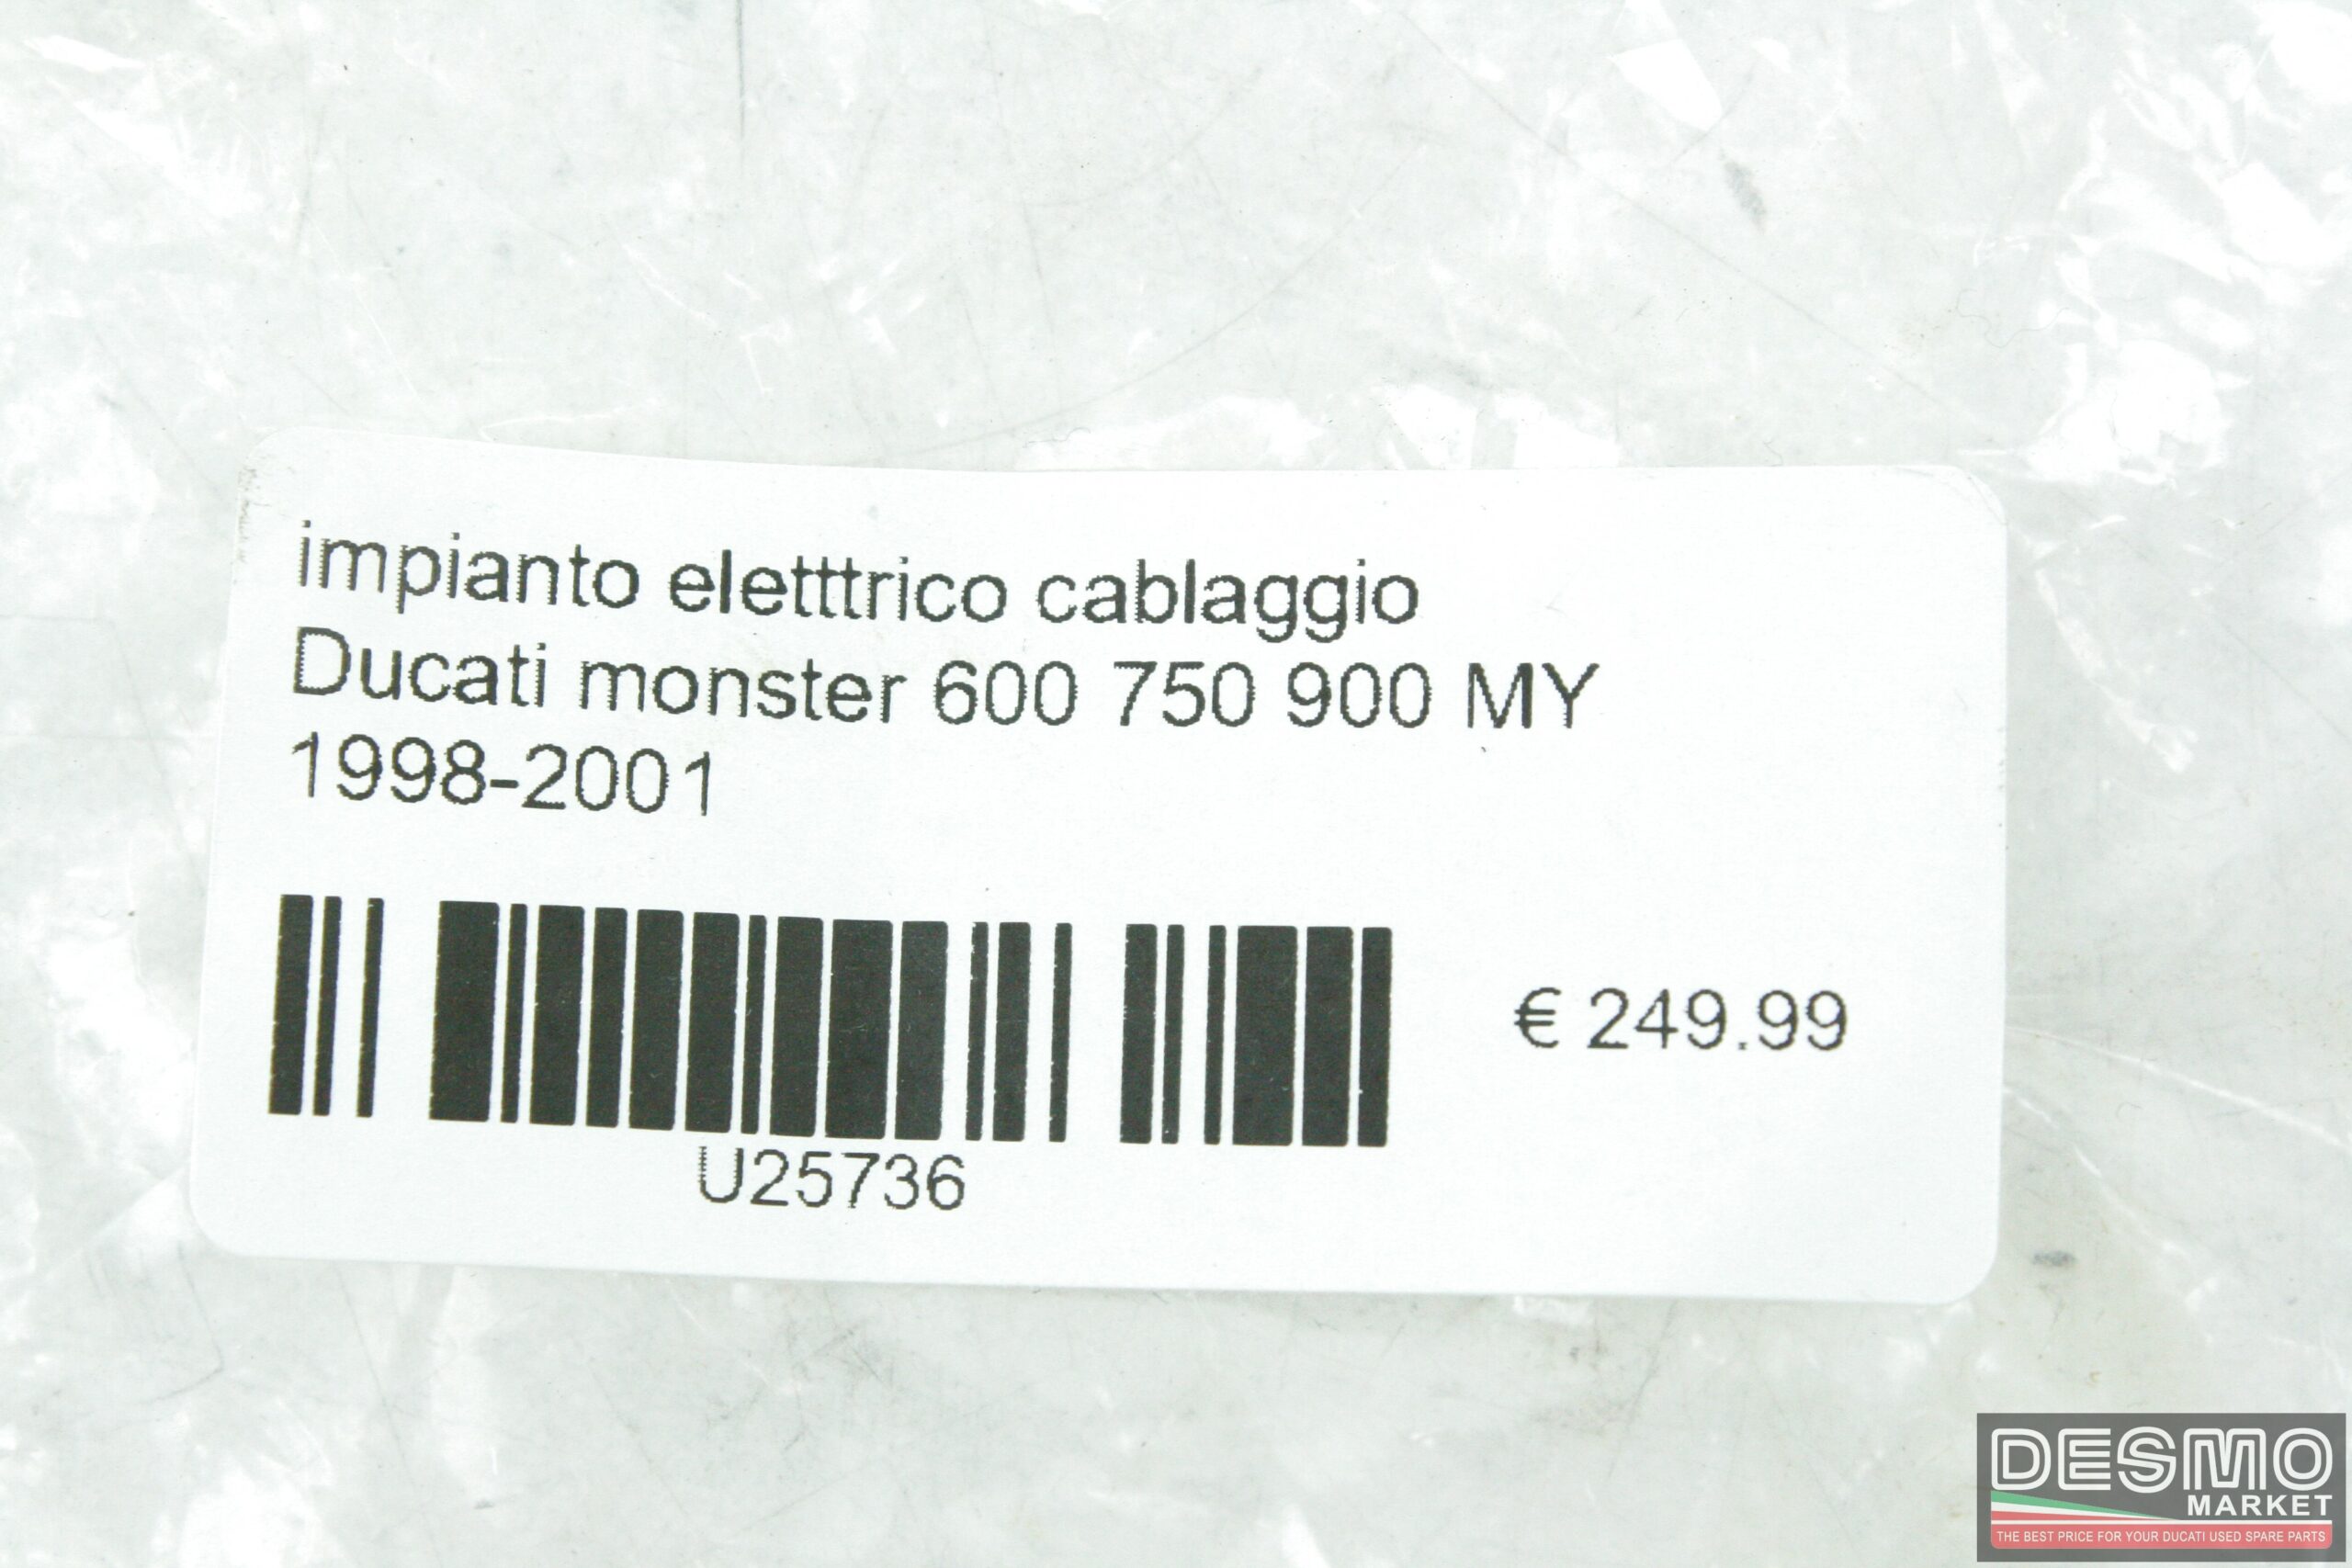 impianto eletttrico cablaggio
Ducati monster 600 750 900 MY
1998-2001
€ 249.99
U25736
DESMO
MARKET
THE BEST PRICE FOR YOUR DUCATI USED SPARE PARTS